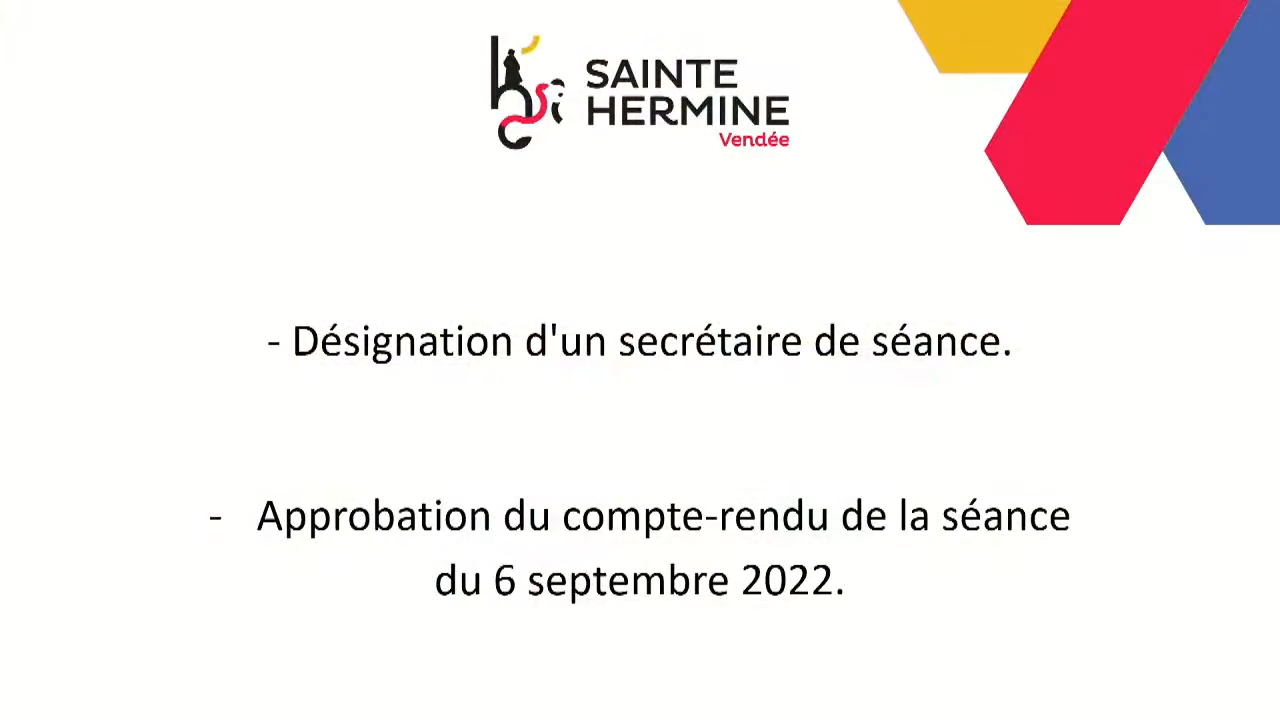 SAINTE
HERMINE
Vendée
- Désignation d'un secrétaire de séance.
- Approbation du compte-rendu de la séance
du 6 septembre 2022.